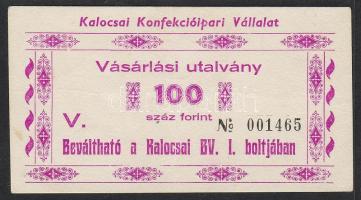 Kalocsai Konfekcióipari Vállalat
Vásárlási utalvány
100
száz forint
V. № 001465
Beváltható a Kalocsai BV. I. boltjában